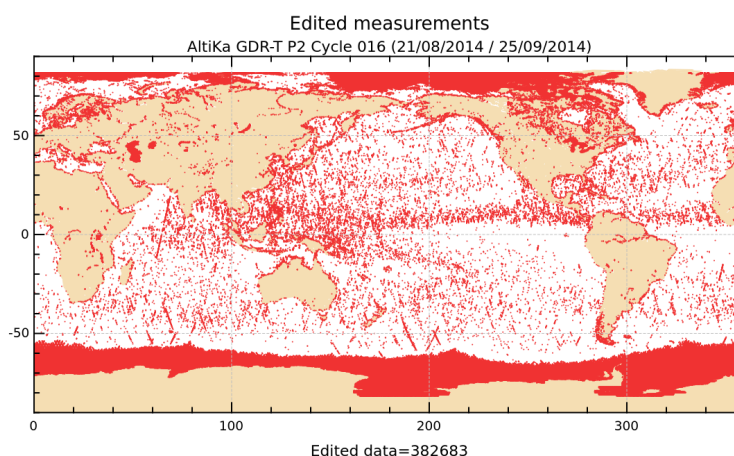 Edited measurements
AltiKa GDR-T P2 Cycle 016 (21/08/2014 / 25/09/2014)
50
0
-50
0 100 200 300
Edited data=382683